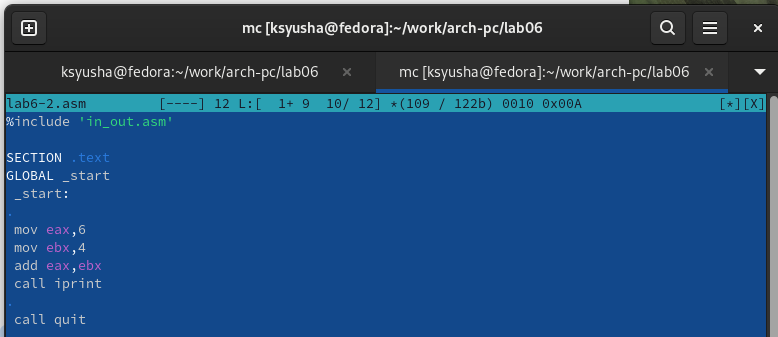 mc [ksyusha@fedora]:~/work/arch-pc/lab06
ksyusha@fedora:~/work/arch-pc/lab06
mc [ksyusha@fedora]:~/work/arch-pc/lab06
lab6-2.asm         [----] 12 L:[  1+ 9  10/ 12] *(109 / 122b) 0010 0x00A                 [*][X]
%include 'in_out.asm'

SECTION .text
GLOBAL _start
 _start:
.
 mov eax,6
 mov ebx,4
 add eax,ebx
 call iprint
.
 call quit